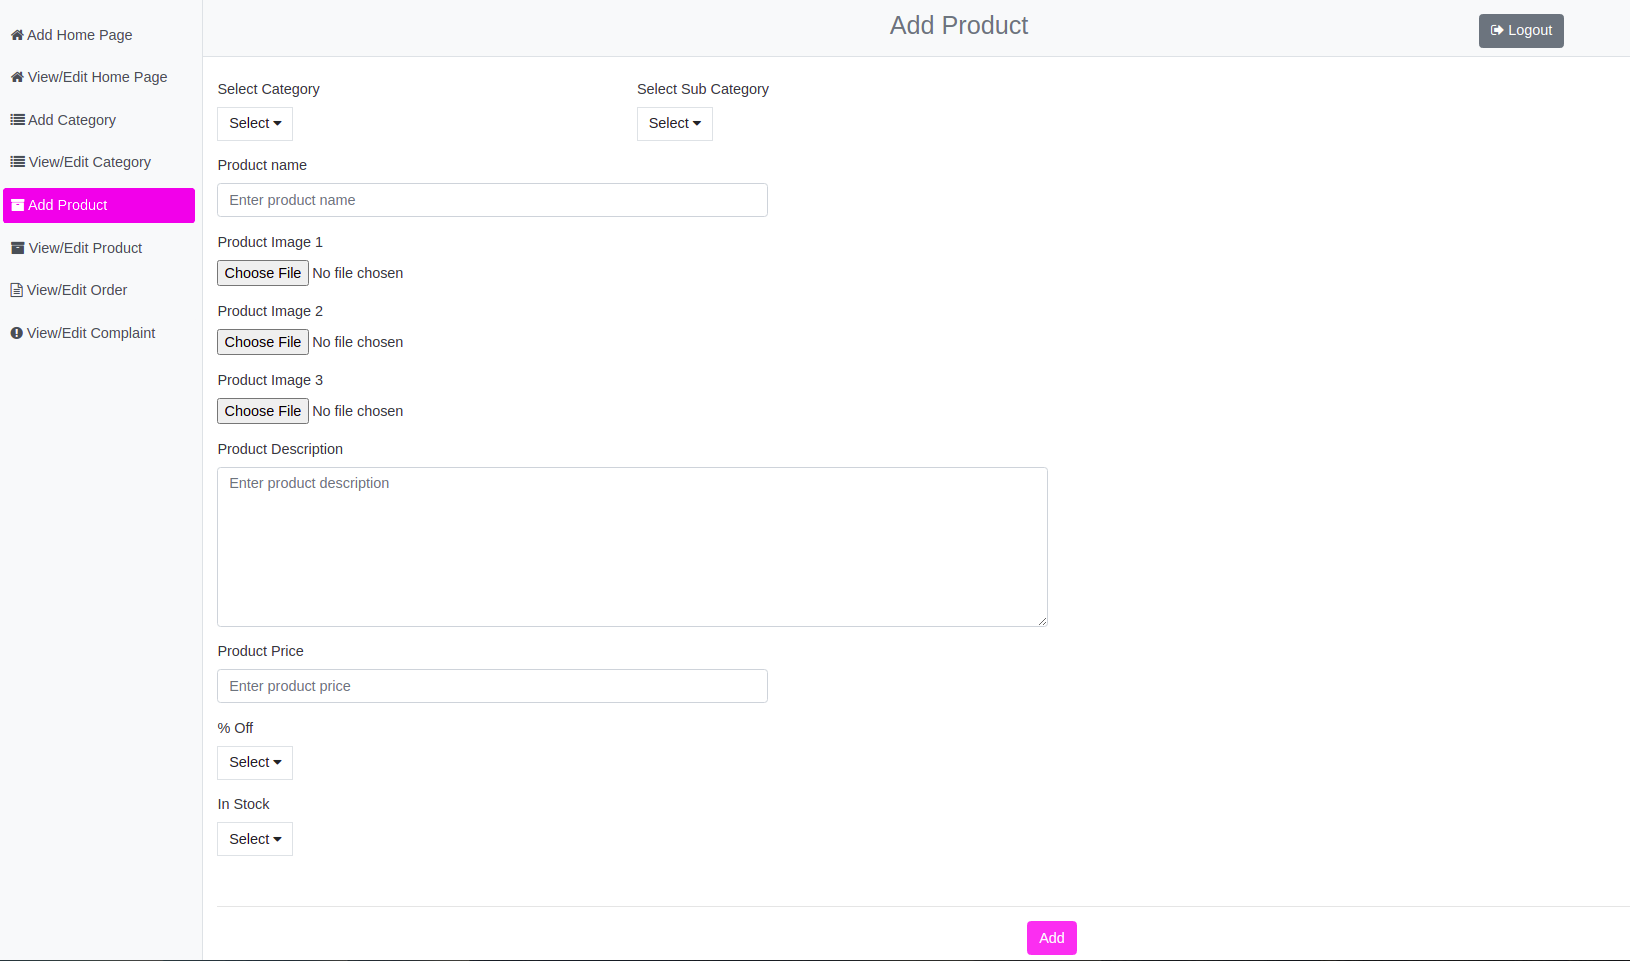 Add Home Page
View/Edit Home Page
Add Category
View/Edit Category
Add Product
View/Edit Product
View/Edit Order
View/Edit Complaint
Add Product
Logout
Select Category
Select Sub Category
Select
Select
Product name
Enter product name
Product Image 1
Choose File No file chosen
Product Image 2
Choose File No file chosen
Product Image 3
Choose File No file chosen
Product Description
Enter product description
Product Price
Enter product price
% Off
Select
In Stock
Select
Add